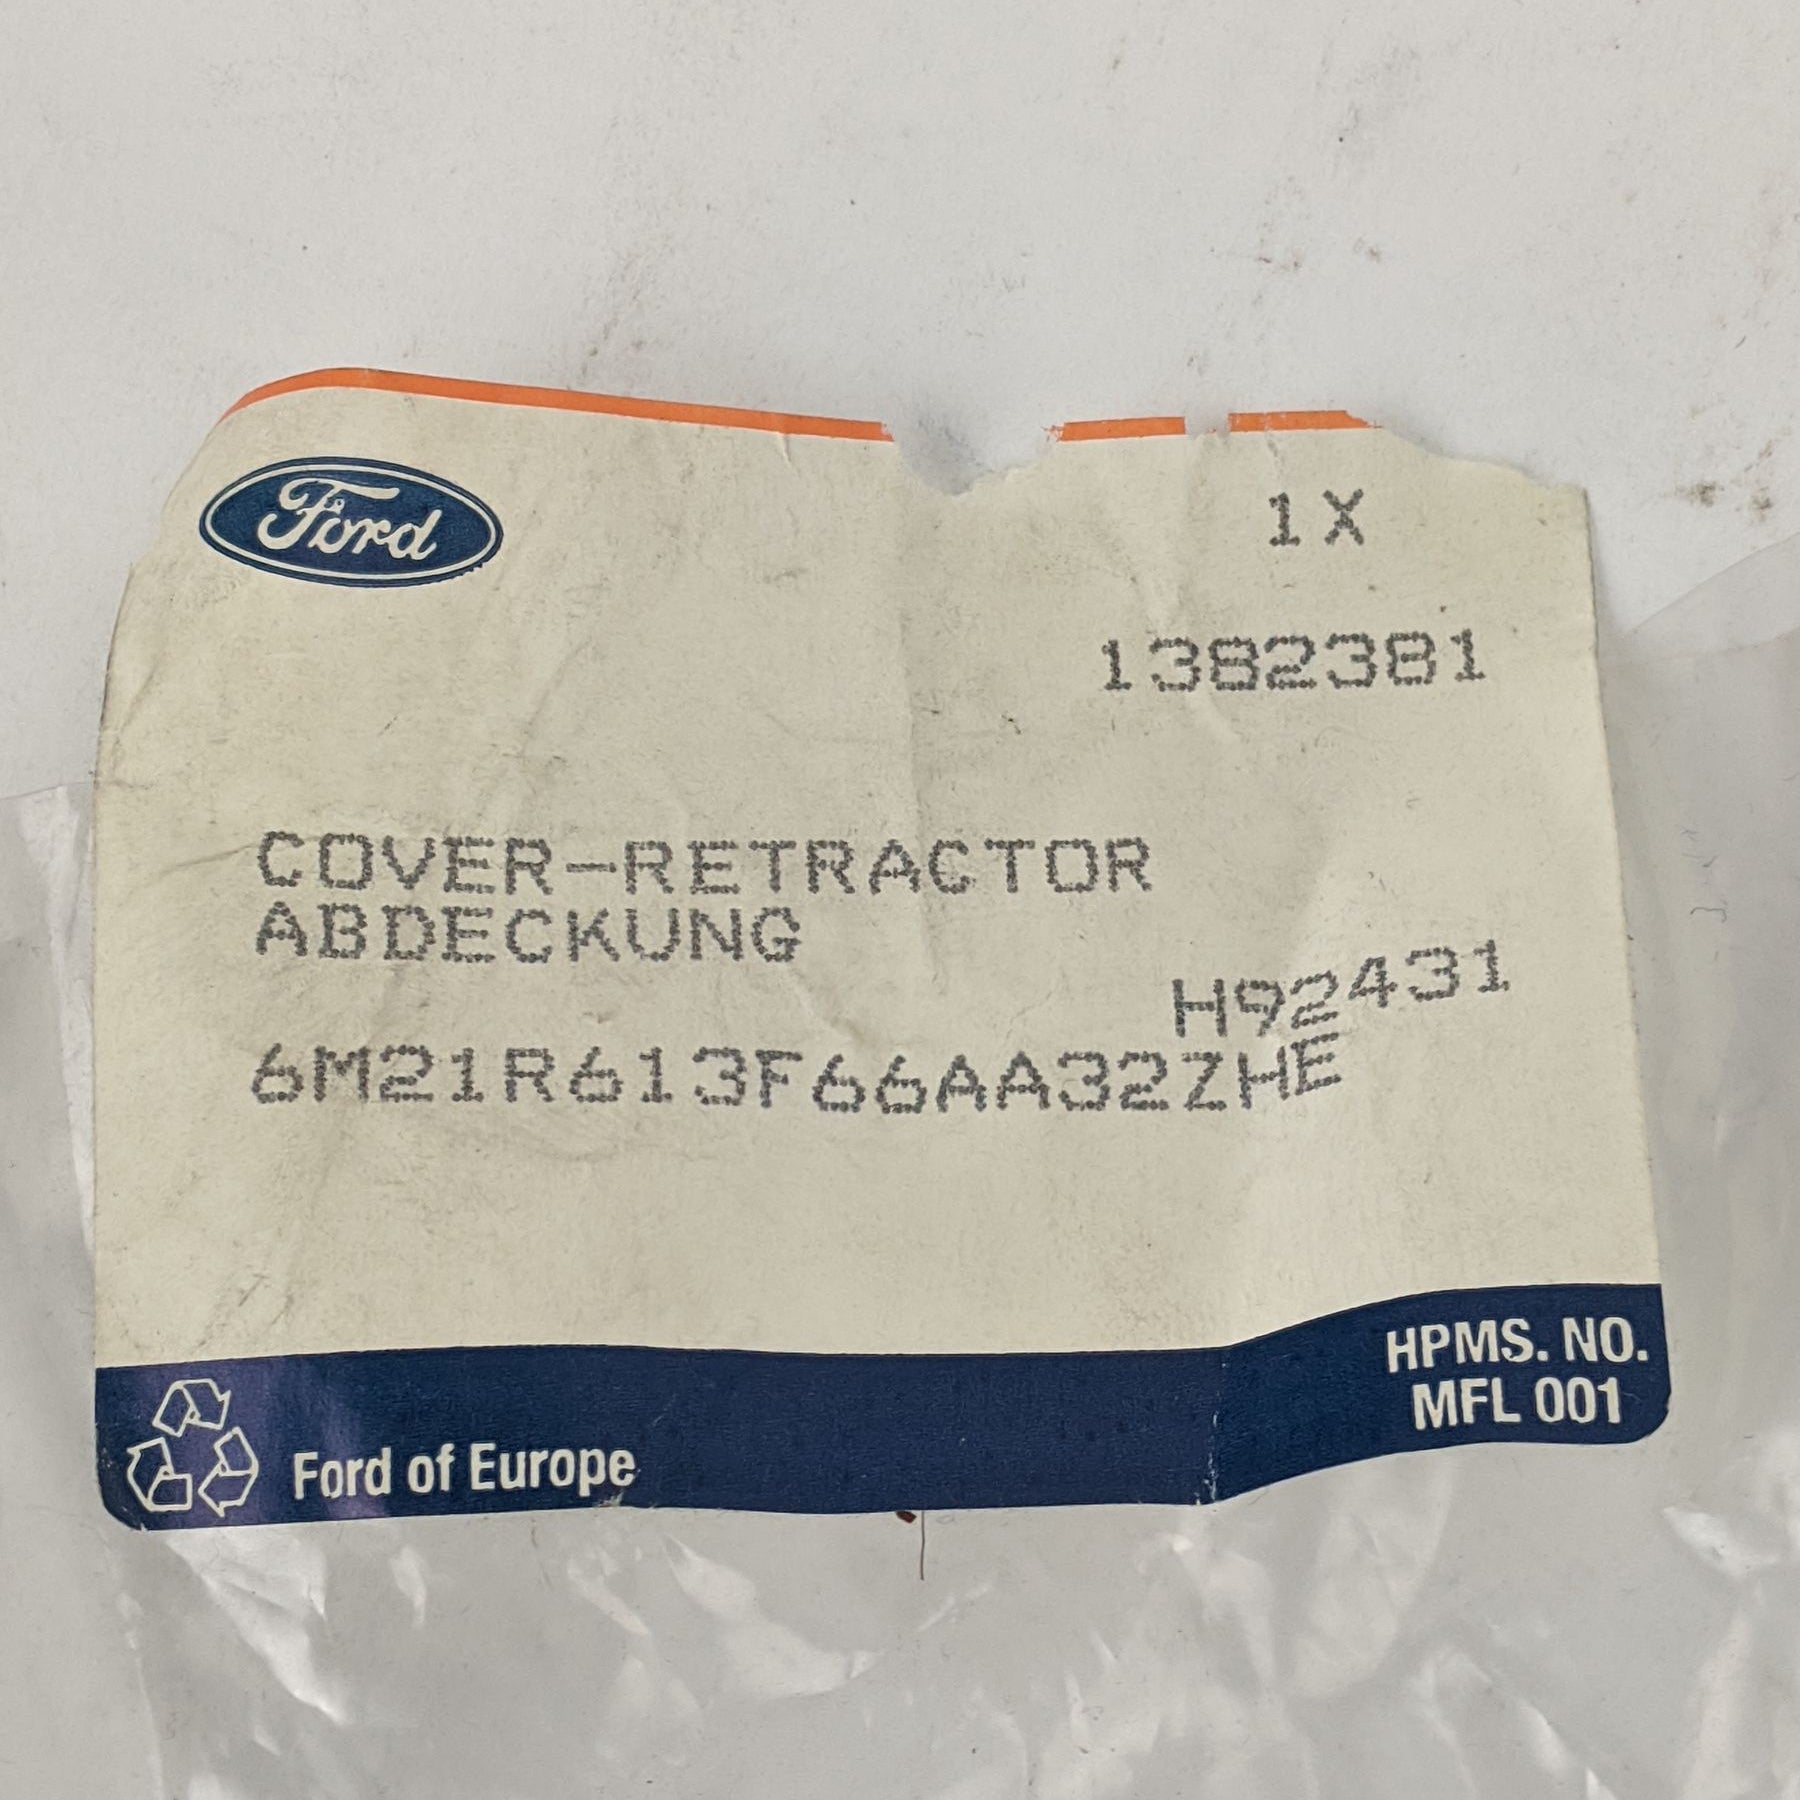 Ford
1X
1382381
COVER-RETRACTOR
ABDECKUNG
H92431
6M21R613F66AA32ZHE
HPMS. NO.
MFL 001
Ford of Europe